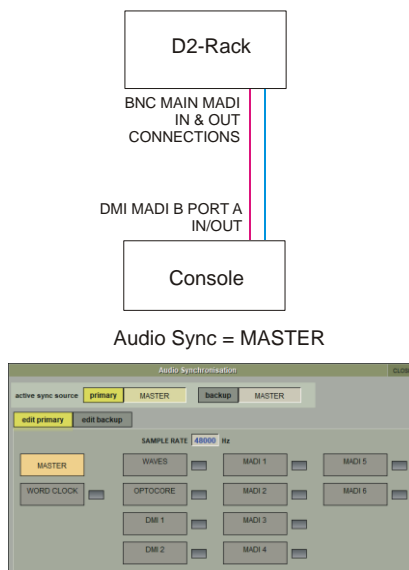 D2-Rack
BNC MAIN MADI
IN & OUT
CONNECTIONS
DMI MADI B PORT A
IN/OUT
Console
Audio Sync = MASTER
Audio Synchronisation CLOSE
active sync source primary MASTER backup MASTER
edit primary edit backup
SAMPLE RATE 48000 Hz
MASTER WAVES MADI 1 MADI 5
WORD CLOCK OPTOCORE MADI 2 MADI 6
DMI 1 MADI 3
DMI 2 MADI 4